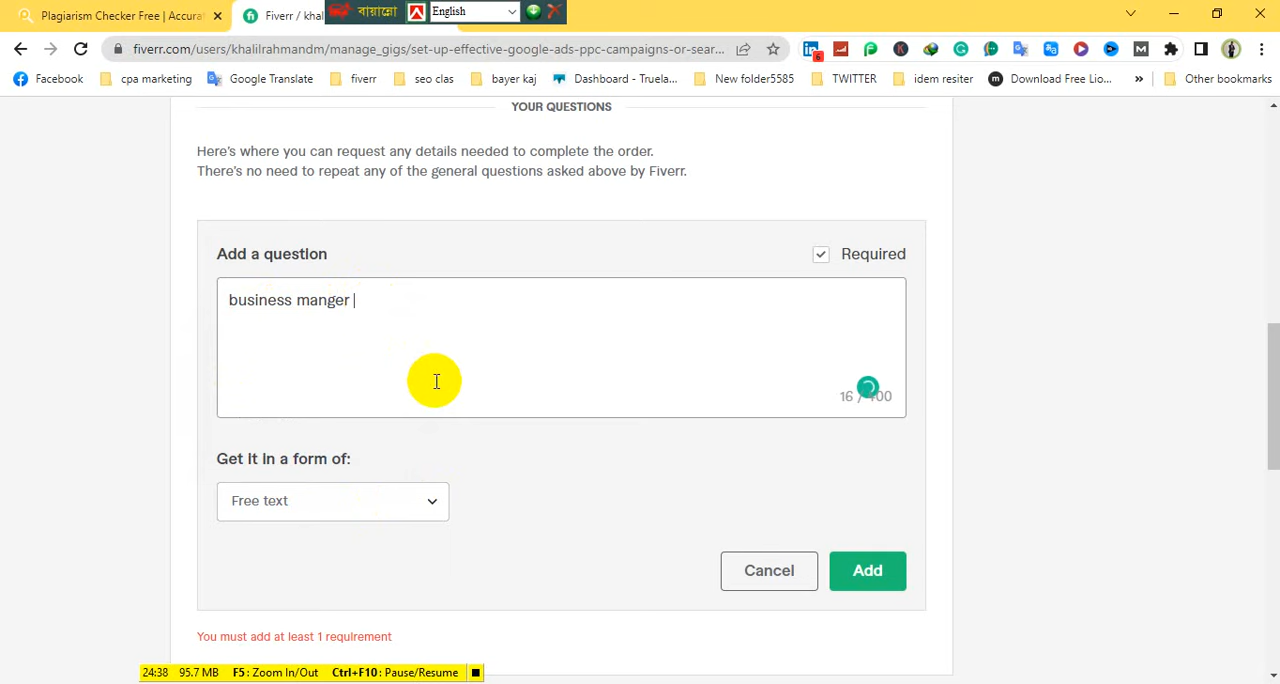 Plagiarism Checker Free | Accurat
Fiverr / khal
বায়ান্নো
English
fiverr.com/users/khalilrahmandm/manage_gigs/set-up-effective-google-ads-ppc-campaigns-or-sear...
6
Facebook
cpa marketing
Google Translate
fiverr
seo clas
bayer kaj
Dashboard - Truela...
New folder5585
TWITTER
idem resiter
Download Free Lio...
»
Other bookmarks
YOUR QUESTIONS
Here's where you can request any details needed to complete the order.
There's no need to repeat any of the general questions asked above by Fiverr.
Add a question
Required
business manger
16 / 400
Get it in a form of:
Free text
Cancel
Add
You must add at least 1 requirement
24:38 95.7 MB F5: Zoom In/Out Ctrl+F10: Pause/Resume